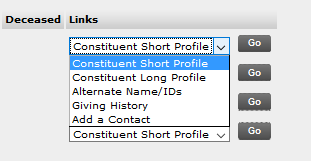 Deceased Links
Constituent Short Profile Go
Constituent Short Profile
Constituent Long Profile Go
Alternate Name/IDs
Giving History Go
Add a Contact
Constituent Short Profile Go